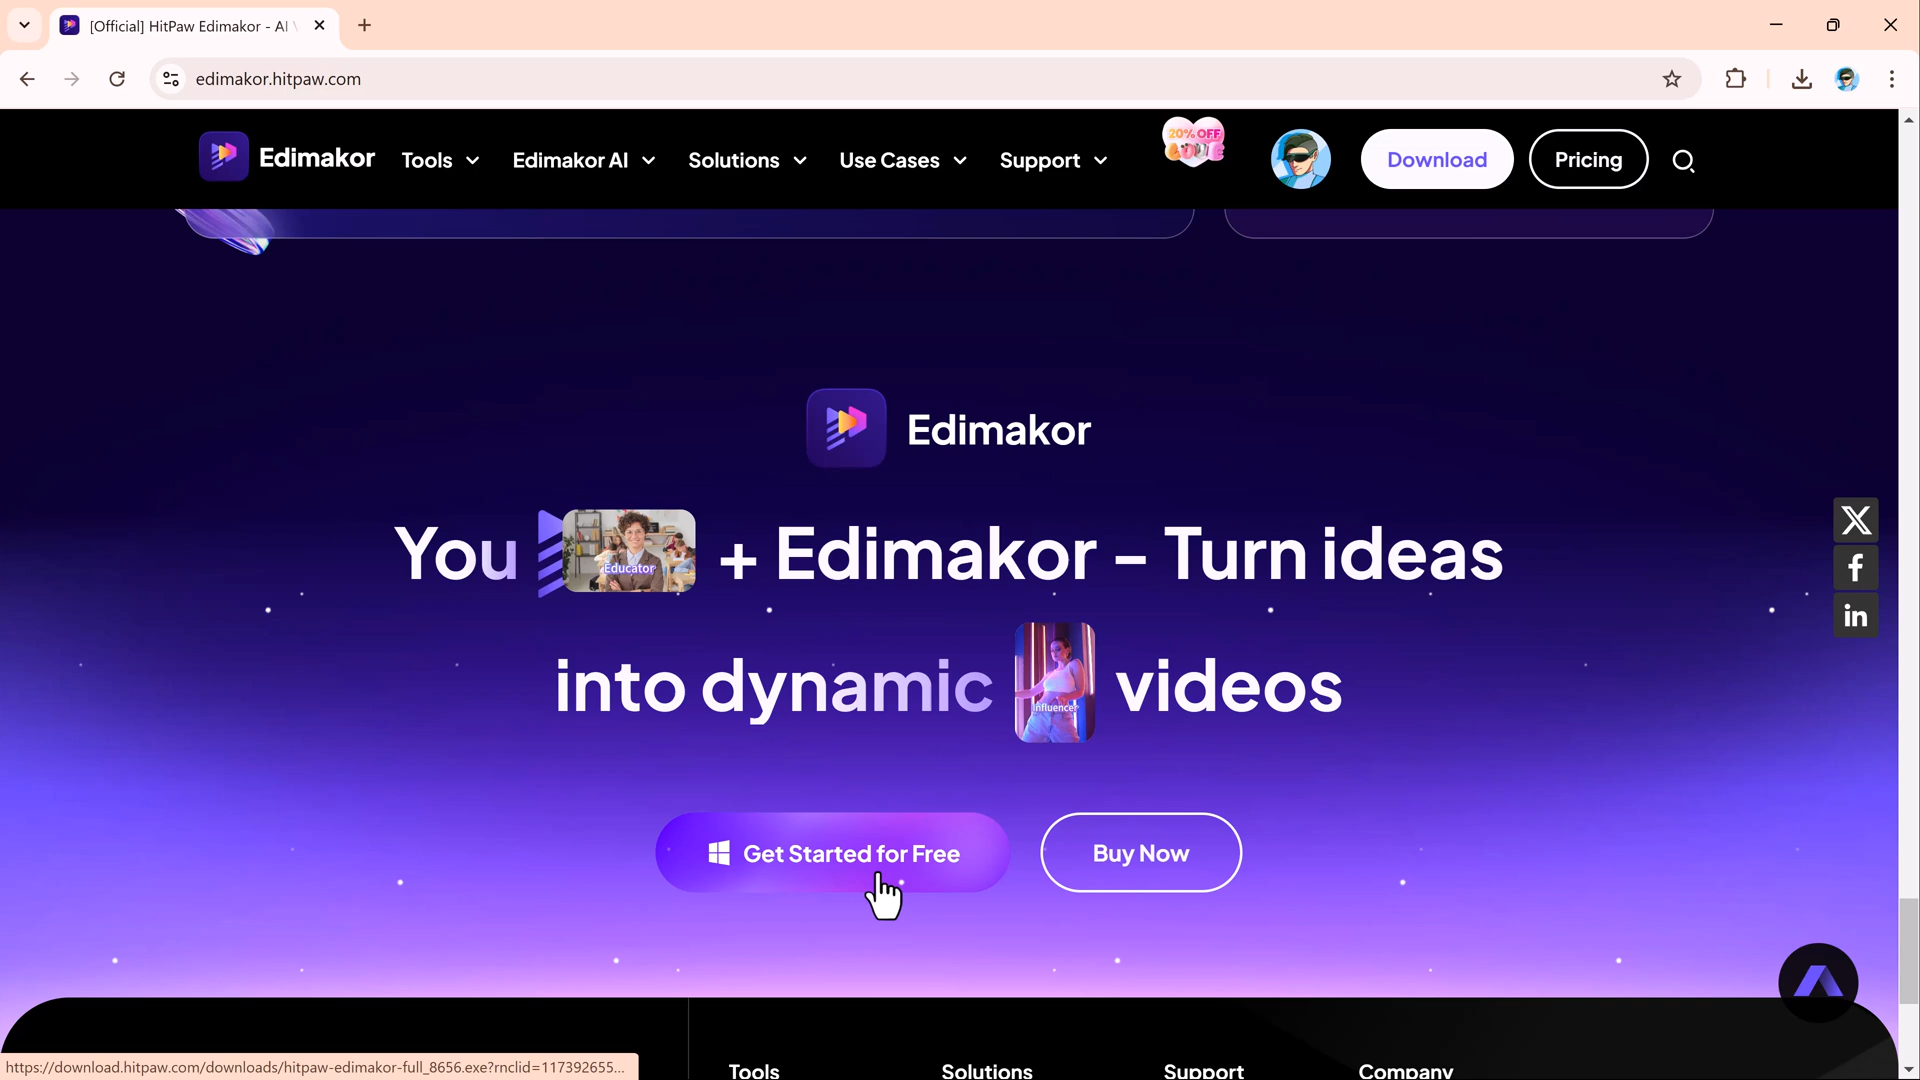 [Official] HitPaw Edimakor - AI
edimakor.hitpaw.com
Edimakor
Tools
Edimakor AI
Solutions
Use Cases
Support
20% OFF
LOVE
Download
Pricing
Edimakor
You
Educator
+ Edimakor – Turn ideas
into dynamic
Influencer
videos
Get Started for Free
Buy Now
X
f
in
Tools
Solutions
Support
Company
https://download.hitpaw.com/downloads/hitpaw-edimakor-full_8656.exe?rnclid=117392655...